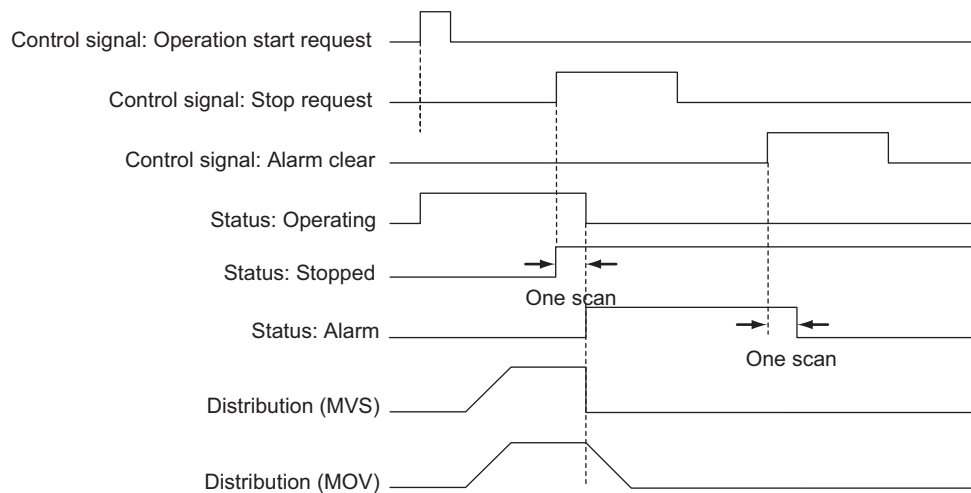 Control signal: Operation start request
Control signal: Stop request
Control signal: Alarm clear
Status: Operating
Status: Stopped
One scan
Status: Alarm
One scan
Distribution (MVS)
Distribution (MOV)